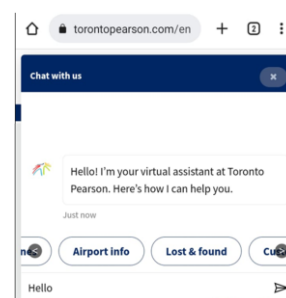 torontopearson.com/en
2
Chat with us
Hello! I'm your virtual assistant at Toronto
Pearson. Here's how I can help you.
Just now
Airport info
Lost & found
Hello